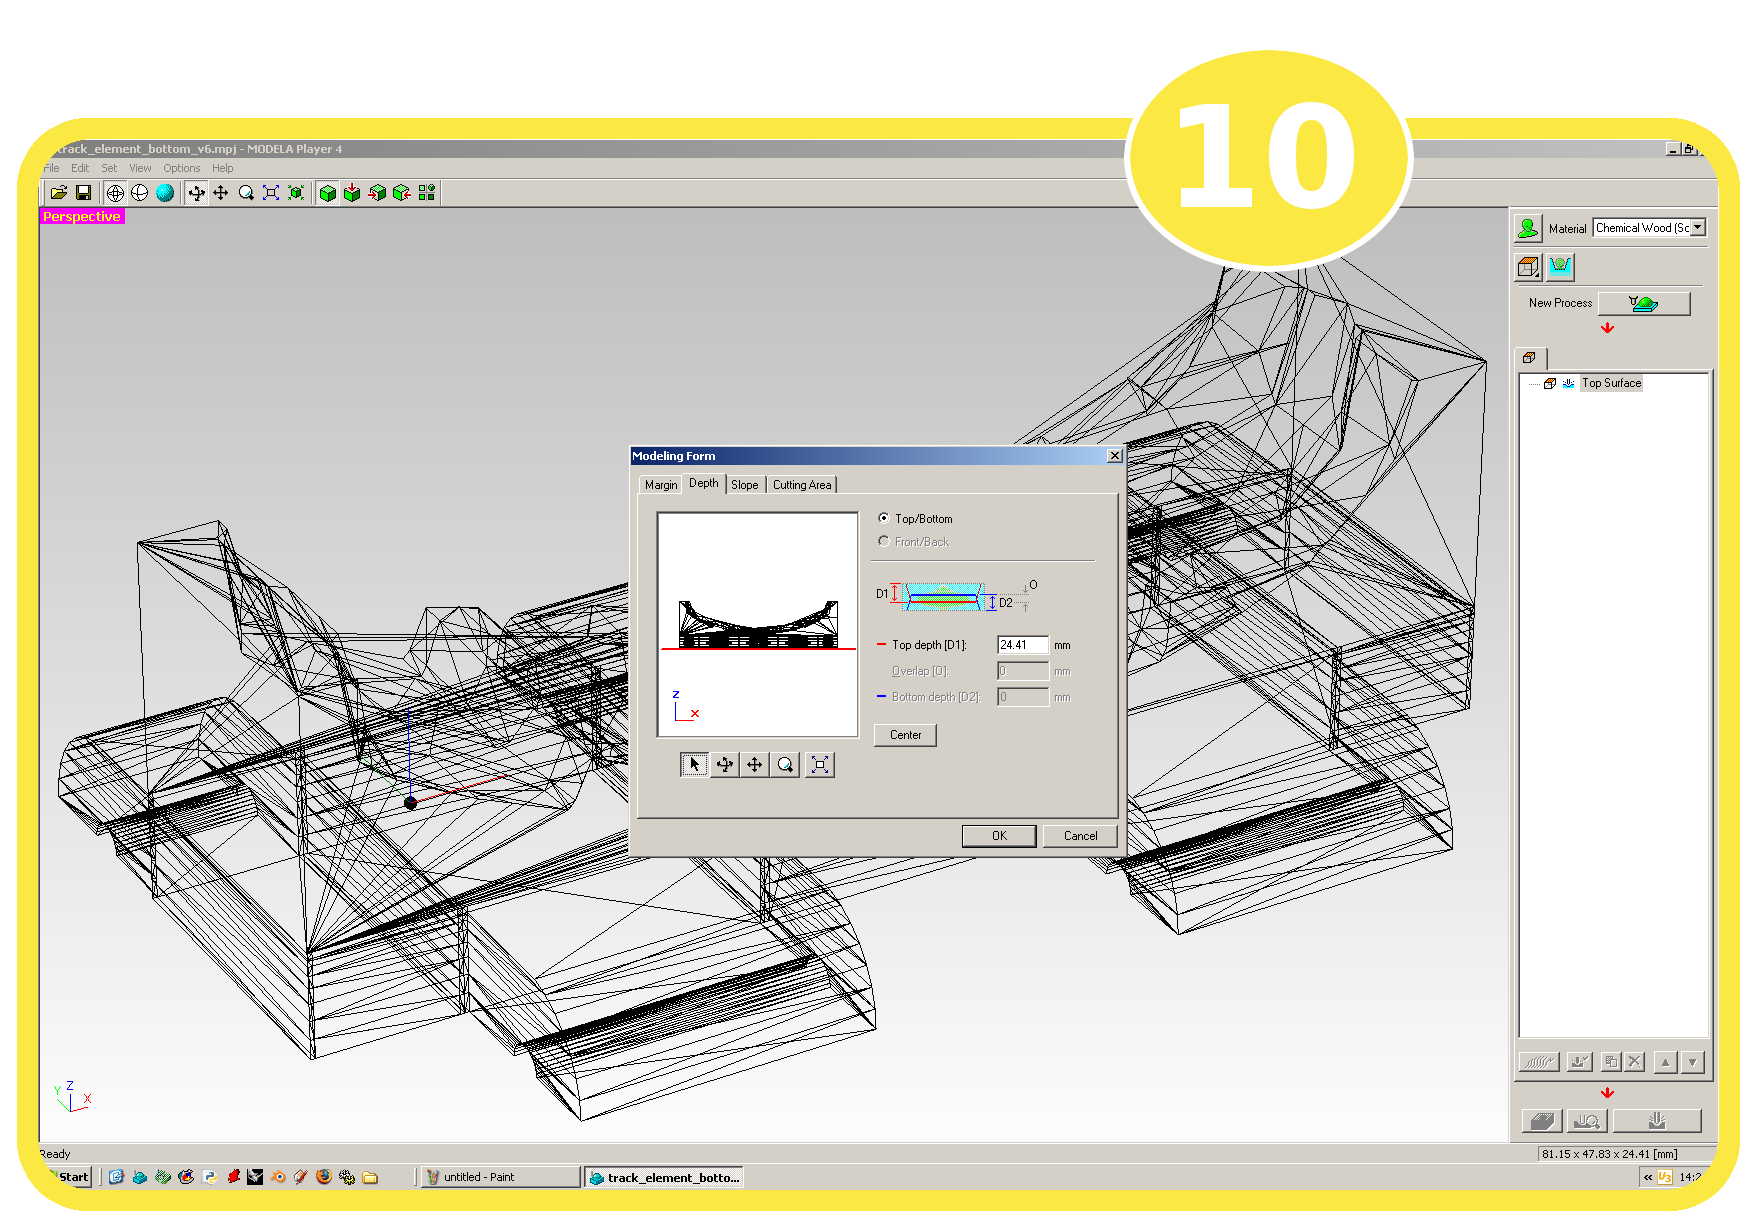 10
track_element_bottom_v6.mpj - MODELA Player 4
File Edit Set View Options Help
Perspective
Material Chemical Wood (Sc
New Process
Top Surface
Modeling Form
Margin Depth Slope Cutting Area
Top/Bottom
Front/Back
D1 O
D2
Top depth [D1]: 24.41 mm
Overlap [O]: 0 mm
Bottom depth [D2]: 0 mm
Z
X
Center
OK Cancel
Y Z X
Ready
81.15 x 47.83 x 24.41 [mm]
Start untitled - Paint track_element_botto... « U3 14:2